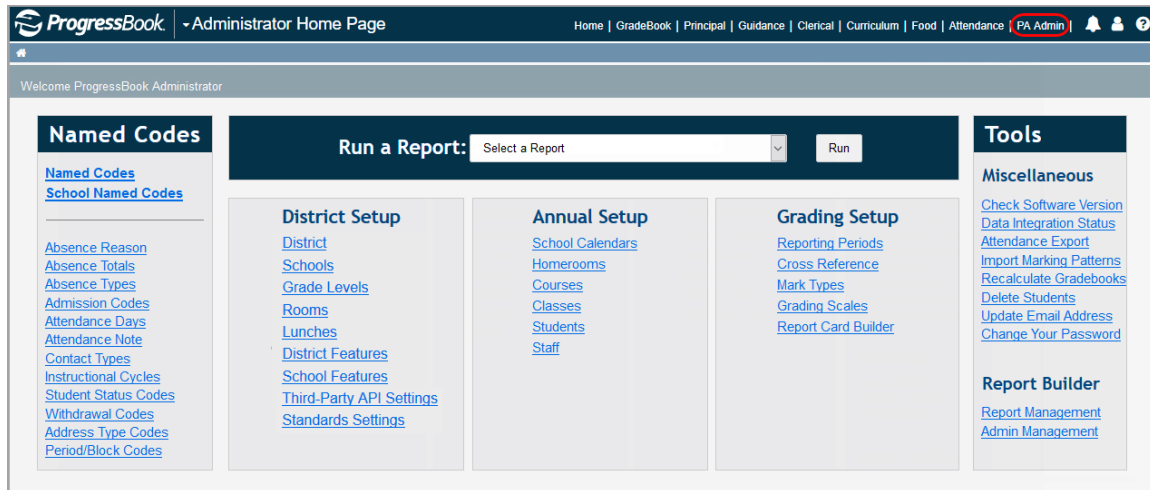 ProgressBook. Administrator Home Page Home | GradeBook | Principal | Guidance | Clerical | Curriculum | Food | Attendance | PA Admin |
Welcome ProgressBook Administrator
Named Codes
Named Codes
School Named Codes
Absence Reason
Absence Totals
Absence Types
Admission Codes
Attendance Days
Attendance Note
Contact Types
Instructional Cycles
Student Status Codes
Withdrawal Codes
Address Type Codes
Period/Block Codes
Run a Report: Select a Report Run
District Setup
District
Schools
Grade Levels
Rooms
Lunches
District Features
School Features
Third-Party API Settings
Standards Settings
Annual Setup
School Calendars
Homerooms
Courses
Classes
Students
Staff
Grading Setup
Reporting Periods
Cross Reference
Mark Types
Grading Scales
Report Card Builder
Tools
Miscellaneous
Check Software Version
Data Integration Status
Attendance Export
Import Marking Patterns
Recalculate Gradebooks
Delete Students
Update Email Address
Change Your Password
Report Builder
Report Management
Admin Management